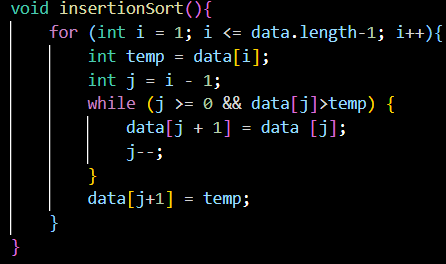 void insertionSort(){
for (int i = 1; i <= data.length-1; i++){
int temp = data[i];
int j = i - 1;
while (j >= 0 && data[j]>temp) {
data[j + 1] = data [j];
j--;
}
data[j+1] = temp;
}
}